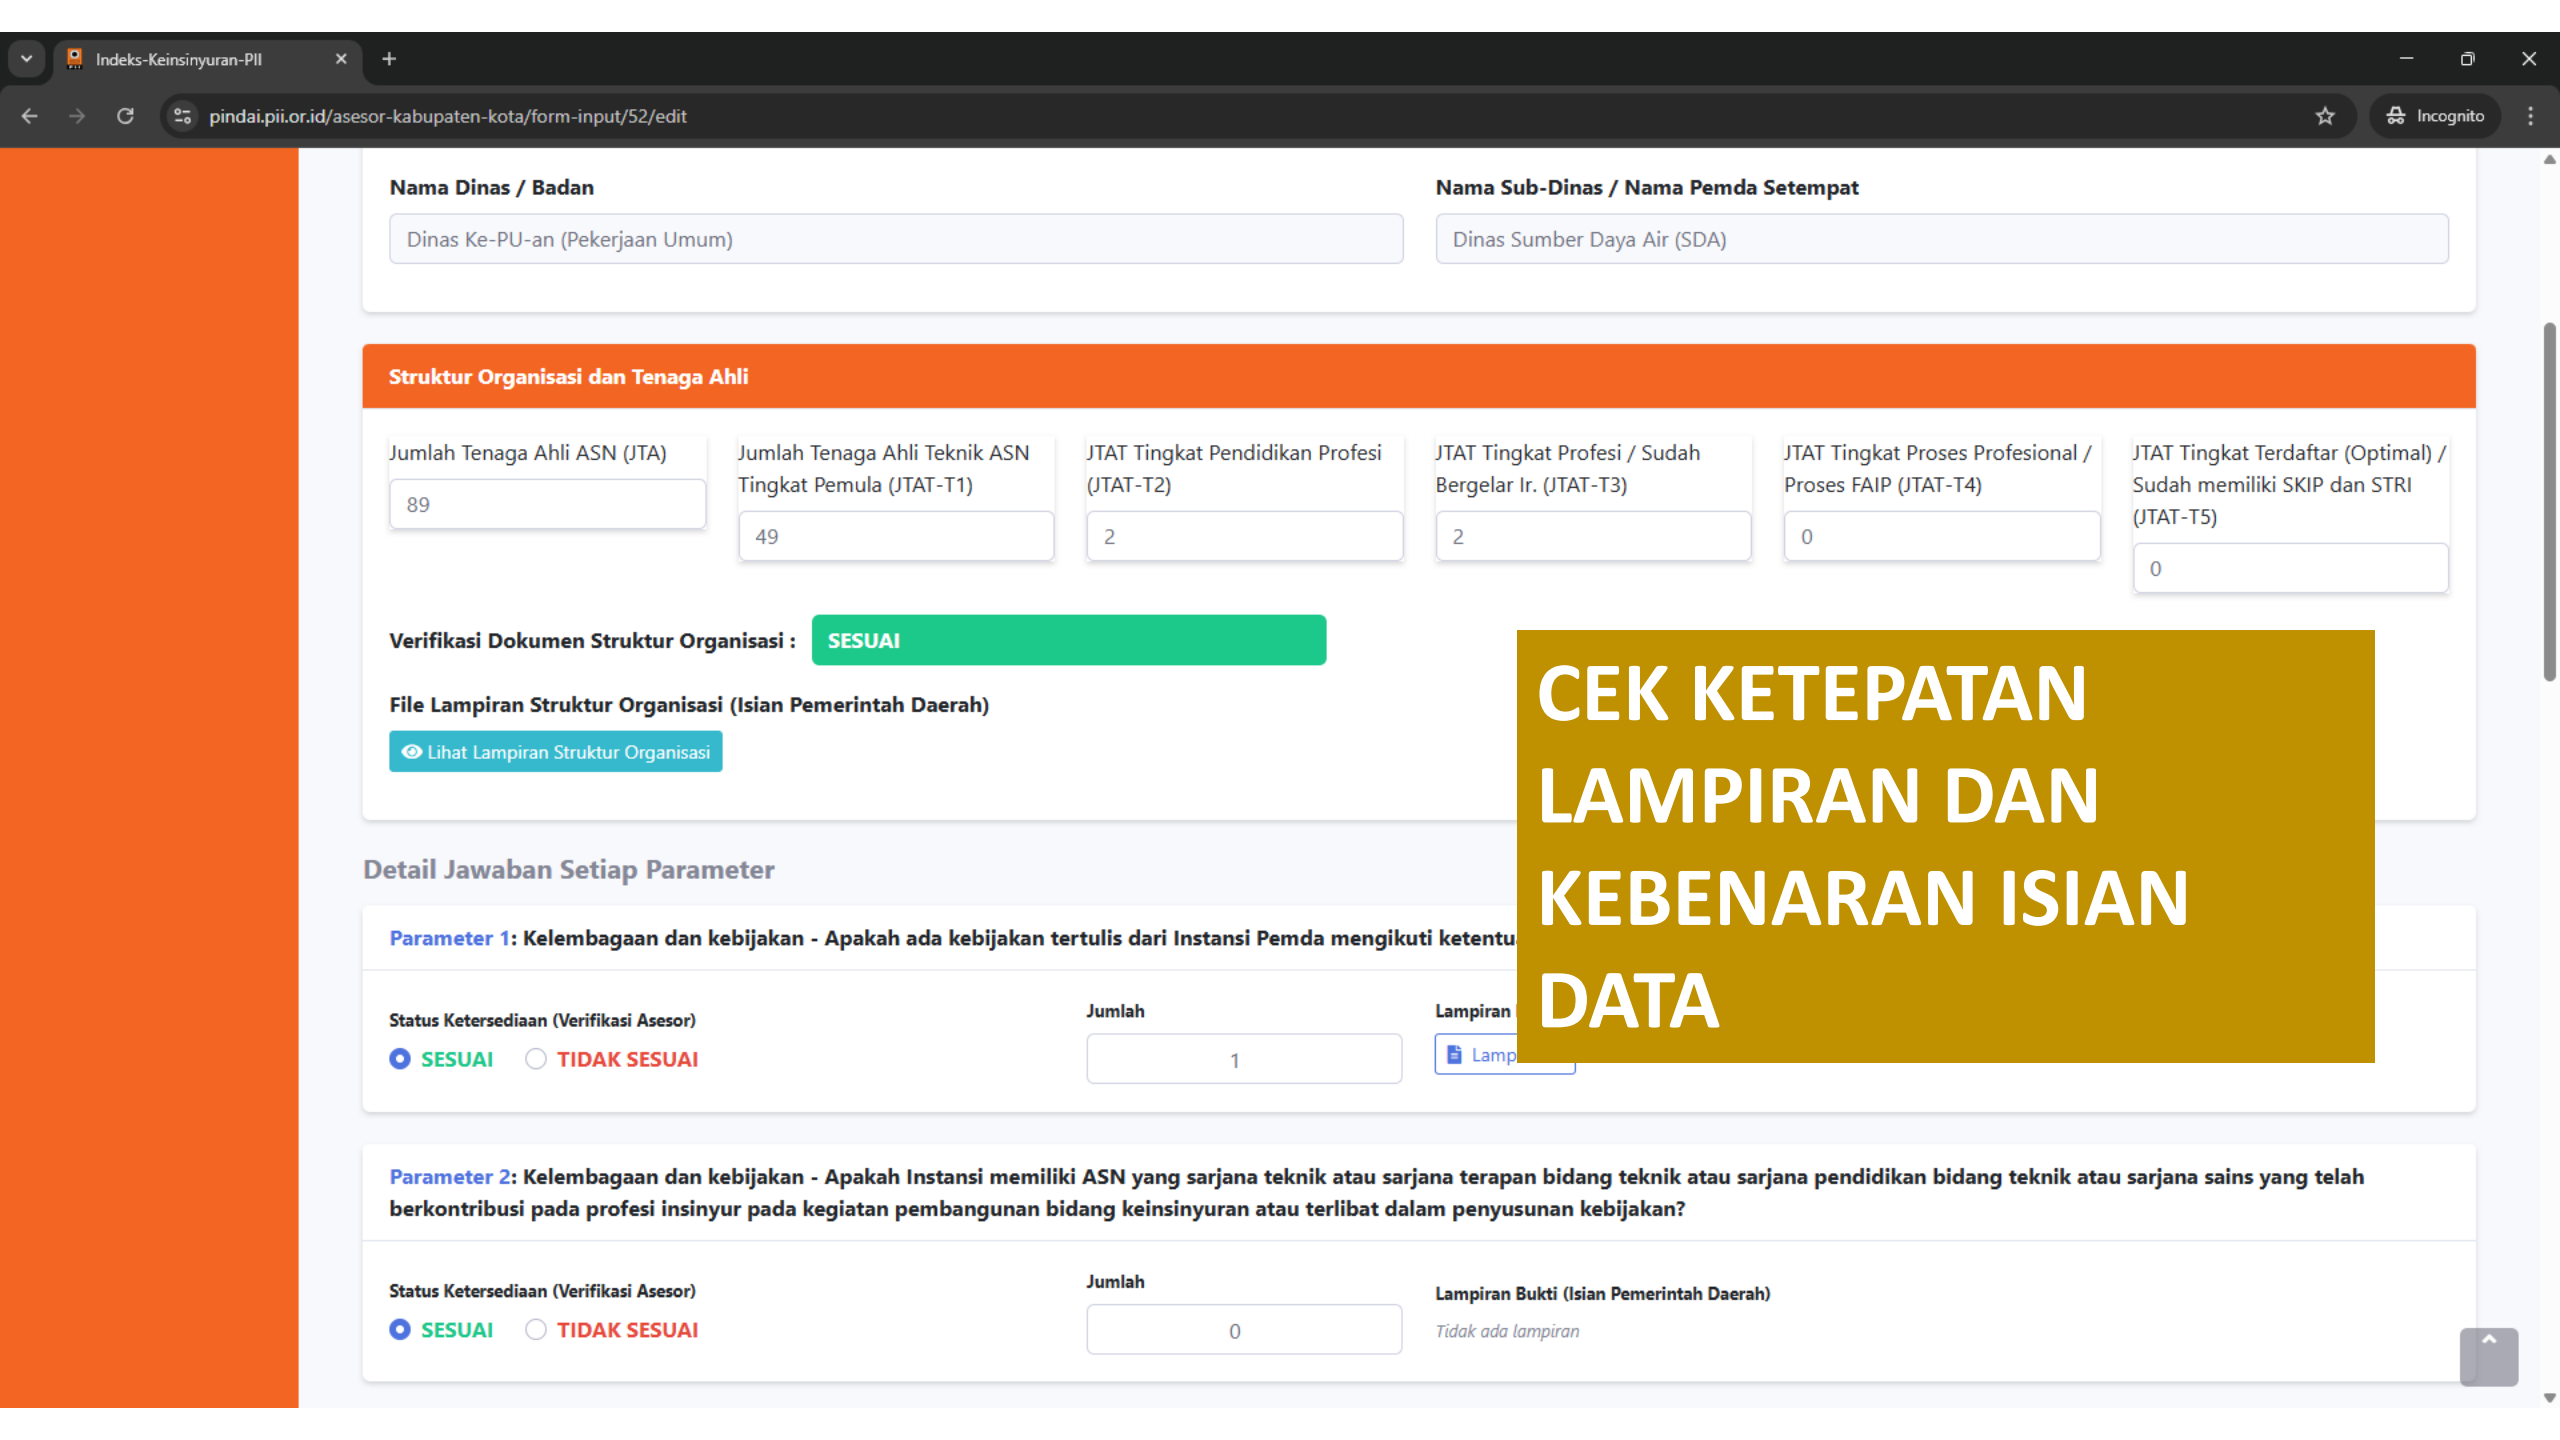 Indeks-Keinsinyuran-PII
pindai.pii.or.id/asesor-kabupaten-kota/form-input/52/edit
Incognito
Nama Dinas / Badan
Nama Sub-Dinas / Nama Pemda Setempat
Dinas Ke-PU-an (Pekerjaan Umum)
Dinas Sumber Daya Air (SDA)
Struktur Organisasi dan Tenaga Ahli
Jumlah Tenaga Ahli ASN (JTA)
89
Jumlah Tenaga Ahli Teknik ASN
Tingkat Pemula (JTAT-T1)
49
JTAT Tingkat Pendidikan Profesi
(JTAT-T2)
2
JTAT Tingkat Profesi / Sudah
Bergelar Ir. (JTAT-T3)
2
JTAT Tingkat Proses Profesional /
Proses FAIP (JTAT-T4)
0
JTAT Tingkat Terdaftar (Optimal) /
Sudah memiliki SKIP dan STRI
(JTAT-T5)
0
Verifikasi Dokumen Struktur Organisasi : SESUAI
File Lampiran Struktur Organisasi (Isian Pemerintah Daerah)
Lihat Lampiran Struktur Organisasi
CEK KETEPATAN
LAMPIRAN DAN
KEBENARAN ISIAN
DATA
Detail Jawaban Setiap Parameter
Parameter 1: Kelembagaan dan kebijakan - Apakah ada kebijakan tertulis dari Instansi Pemda mengikuti
Status Ketersediaan (Verifikasi Asesor)
SESUAI TIDAK SESUAI
Jumlah
1
Lampiran
Parameter 2: Kelembagaan dan kebijakan - Apakah Instansi memiliki ASN yang sarjana teknik atau sarjana terapan bidang teknik atau sarjana pendidikan bidang teknik atau sarjana sains yang telah
berkontribusi pada profesi insinyur pada kegiatan pembangunan bidang keinsinyuran atau terlibat dalam penyusunan kebijakan?
Status Ketersediaan (Verifikasi Asesor)
SESUAI TIDAK SESUAI
Jumlah
0
Lampiran Bukti (Isian Pemerintah Daerah)
Tidak ada lampiran